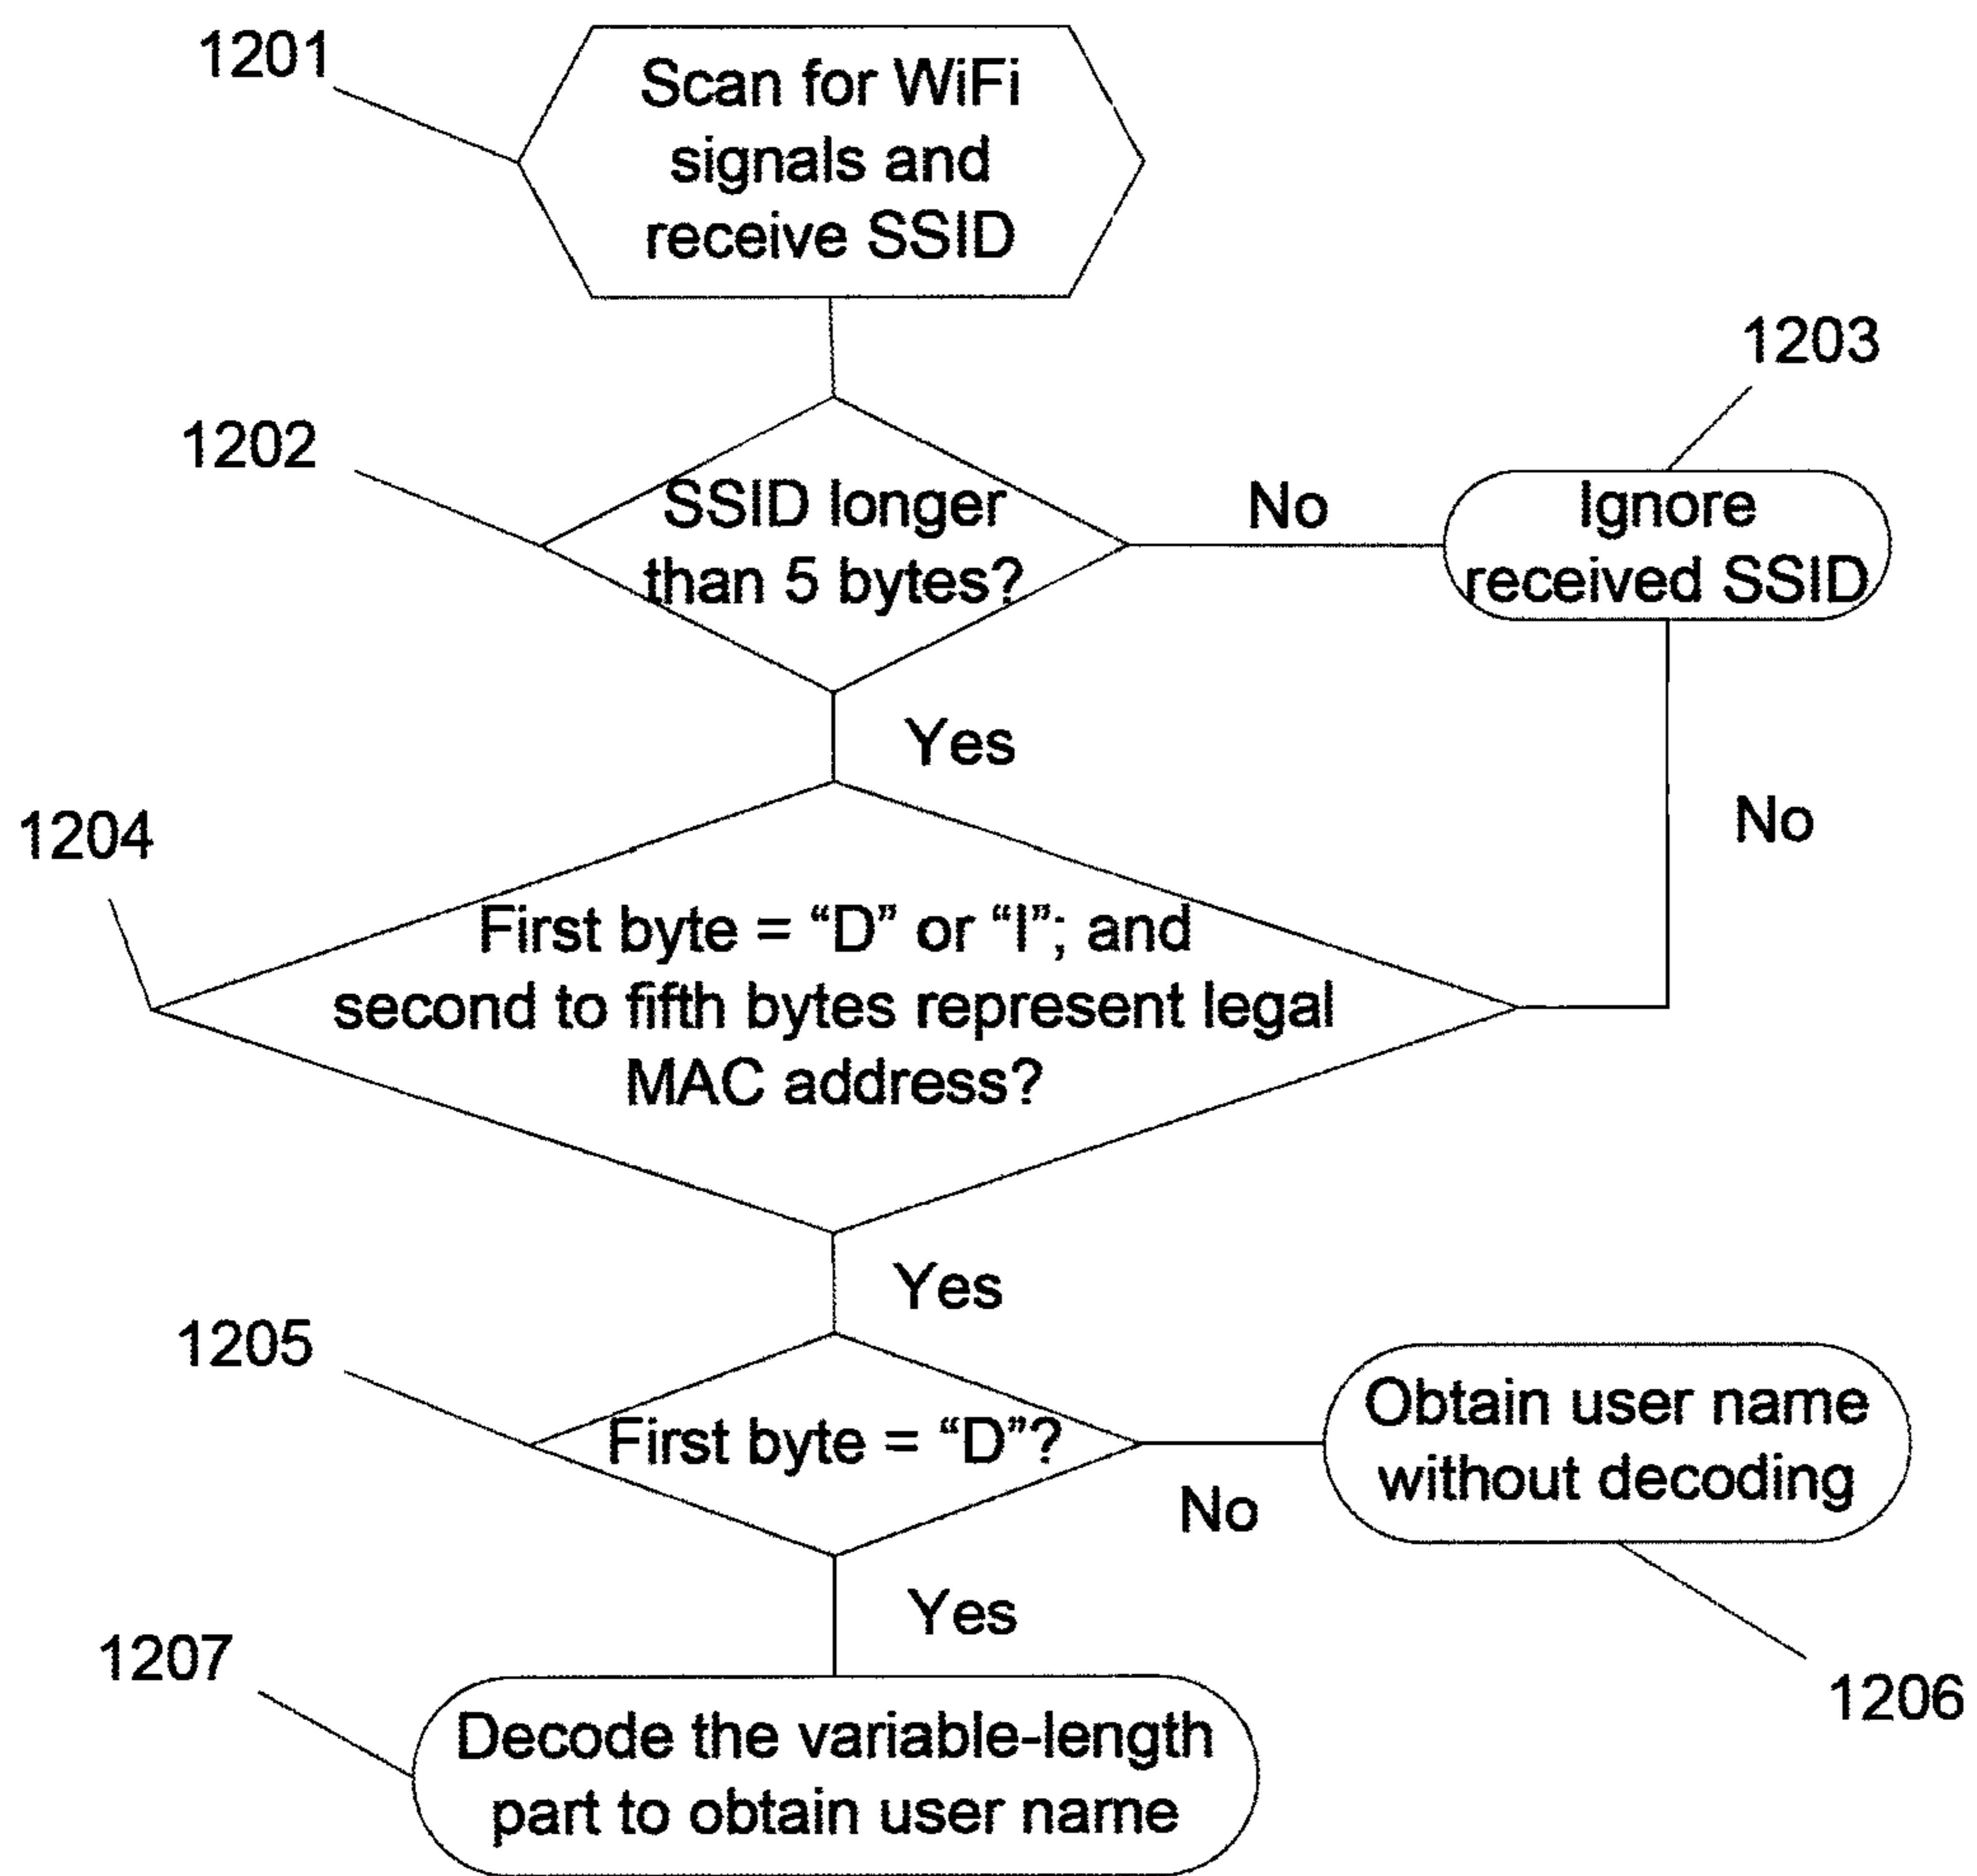 1201
Scan for WiFi
signals and
receive SSID
1202
SSID longer
than 5 bytes?
No
1203
Ignore
received SSID
Yes
No
1204
First byte = “D” or “I”; and
second to fifth bytes represent legal
MAC address?
Yes
1205
First byte = “D”?
No
Obtain user name
without decoding
1206
Yes
1207
Decode the variable-length
part to obtain user name